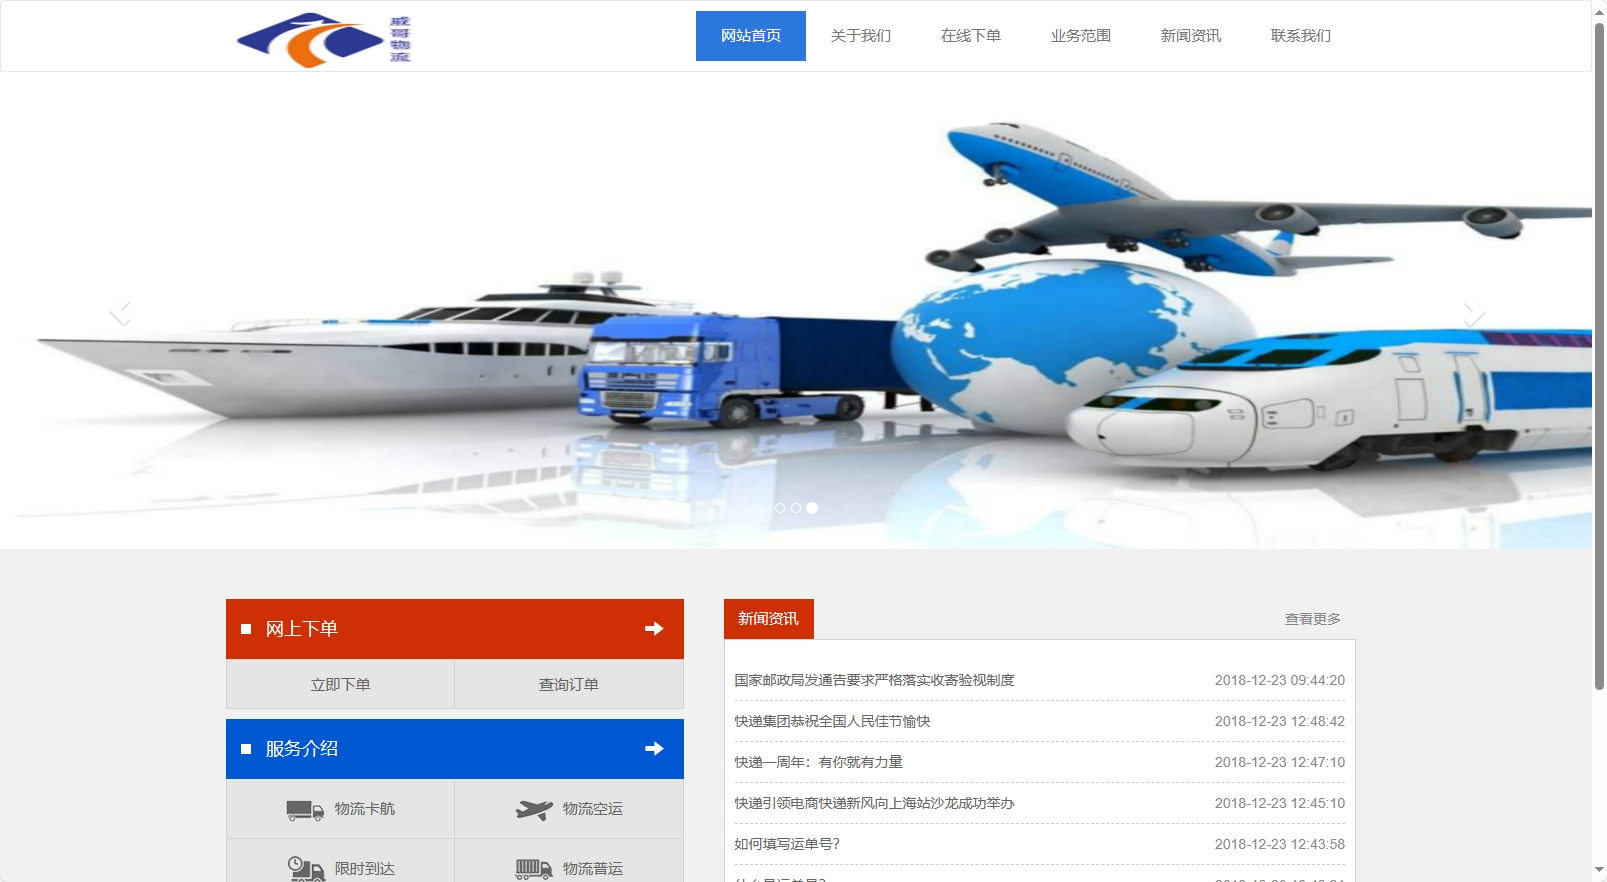 威哥物流
网站首页 关于我们 在线下单 业务范围 新闻资讯 联系我们
网上下单
立即下单 查询订单
服务介绍
物流卡航 物流空运
限时到达 物流普运
新闻资讯 查看更多
国家邮政局发通告要求严格落实收寄验视制度 2018-12-23 09:44:20
快递集团恭祝全国人民佳节愉快 2018-12-23 12:48:42
快递一周年：有你就有力量 2018-12-23 12:47:10
快递引领电商快递新风向上海站沙龙成功举办 2018-12-23 12:45:10
如何填写运单号? 2018-12-23 12:43:58